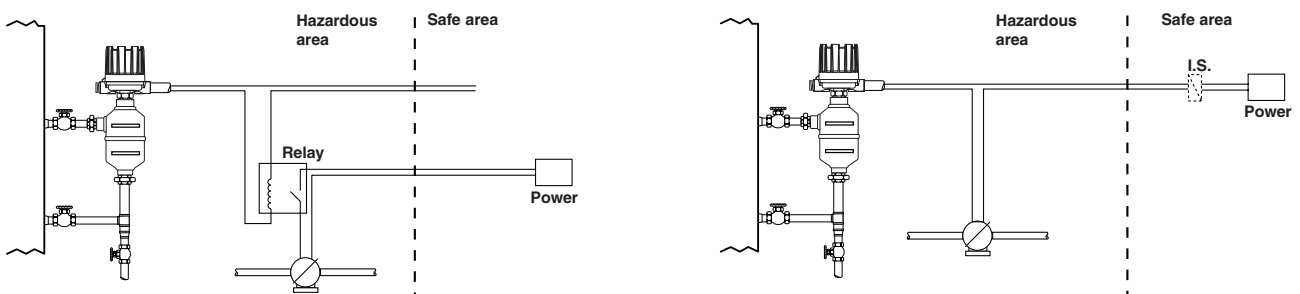 Hazardous
area
Safe area
Relay
Power
Hazardous
area
Safe area
I.S.
Power